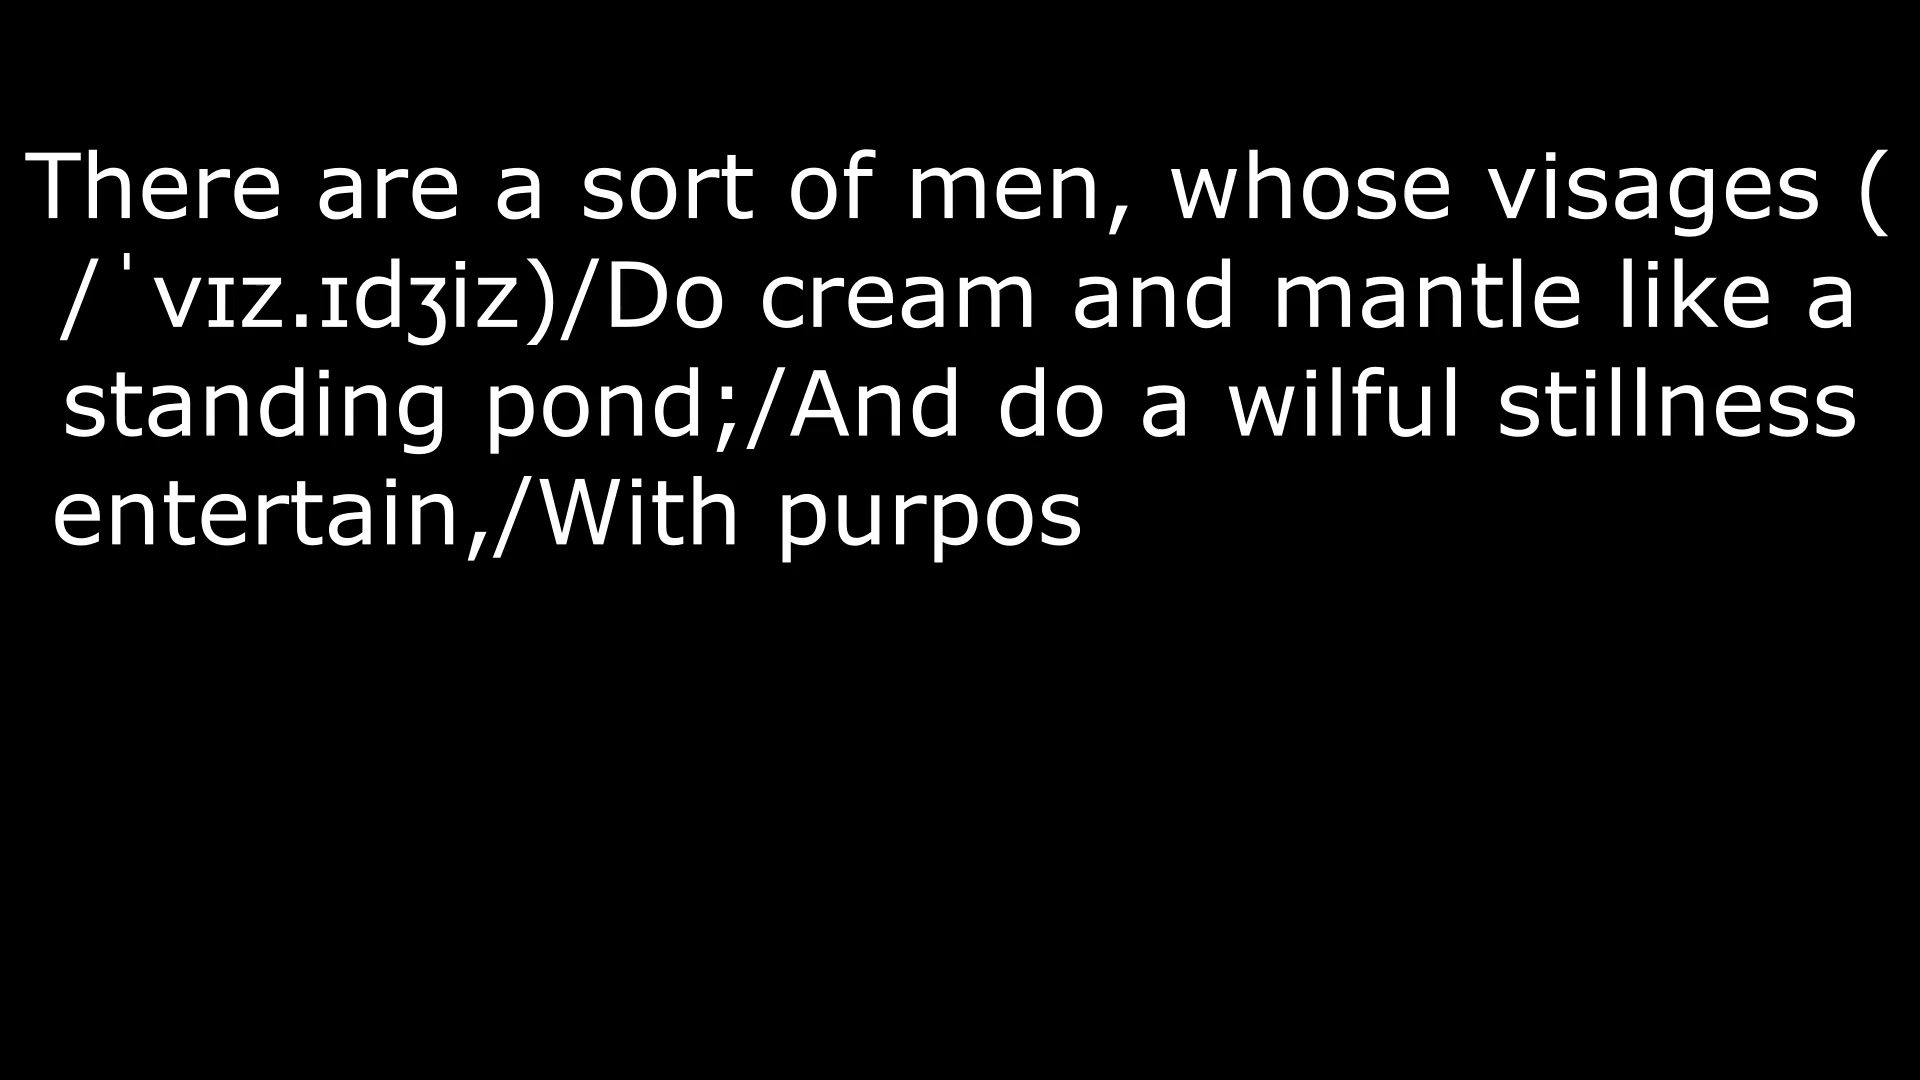 There are a sort of men, whose visages (
/ˈvɪz.ɪdʒiz)/Do cream and mantle like a
standing pond;/And do a wilful stillness
entertain,/With purpos